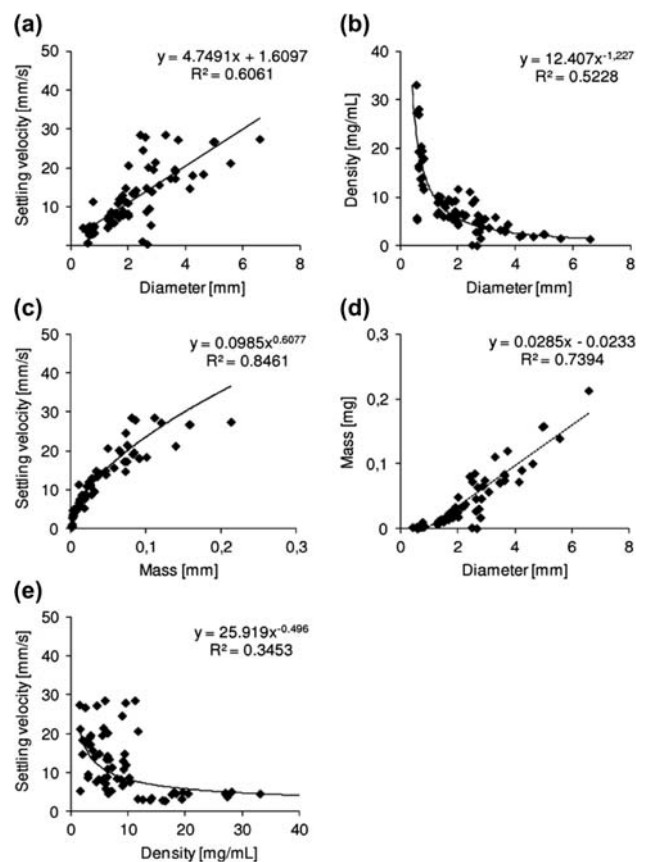 (a)
y = 4.7491x + 1.6097
R² = 0.6061
Settling velocity [mm/s]
50
40
30
20
10
0
0 2 4 6 8
Diameter [mm]
(b)
y = 12.407x⁻¹,²²⁷
R² = 0.5228
Density [mg/mL]
40
30
20
10
0
0 2 4 6 8
Diameter [mm]
(c)
y = 0.0985x⁰·⁶⁰⁷⁷
R² = 0.8461
Settling velocity [mm/s]
50
40
30
20
10
0
0 0,1 0,2 0,3
Mass [mm]
(d)
y = 0.0285x - 0.0233
R² = 0.7394
Mass [mg]
0,3
0,2
0,1
0
0 2 4 6 8
Diameter [mm]
(e)
y = 25.919x⁻⁰·⁴⁹⁶
R² = 0.3453
Settling velocity [mm/s]
50
40
30
20
10
0
0 10 20 30 40
Density [mg/mL]